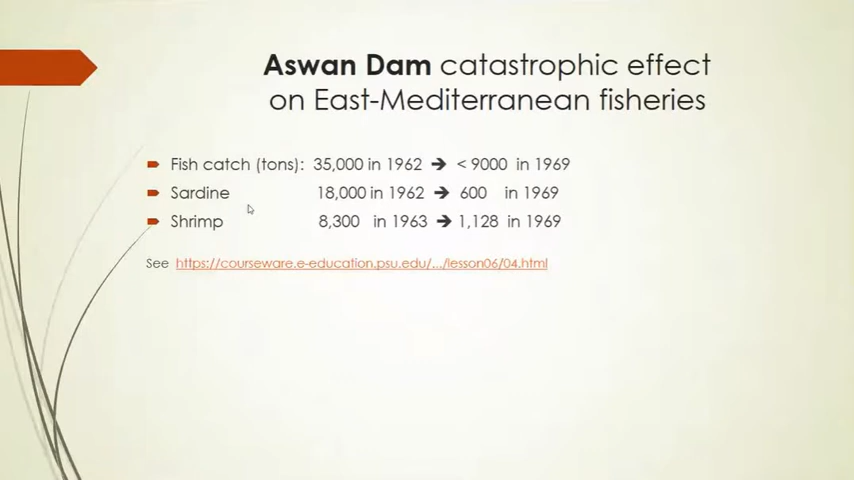 Aswan Dam catastrophic effect
on East-Mediterranean fisheries
Fish catch (tons): 35,000 in 1962 ➔ < 9000 in 1969
Sardine 18,000 in 1962 ➔ 600 in 1969
Shrimp 8,300 in 1963 ➔ 1,128 in 1969
See https://courseware.e-education.psu.edu/.../lesson06/04.html